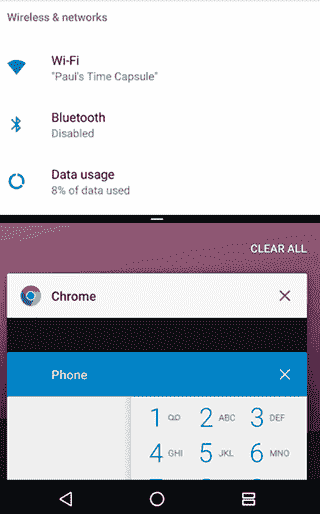 Wireless & networks
Wi-Fi
"Paul's Time Capsule"
Bluetooth
Disabled
Data usage
8% of data used
CLEAR ALL
Chrome
Phone
1 2 ABC 3 DEF
4 GHI 5 JKL 6 MNO